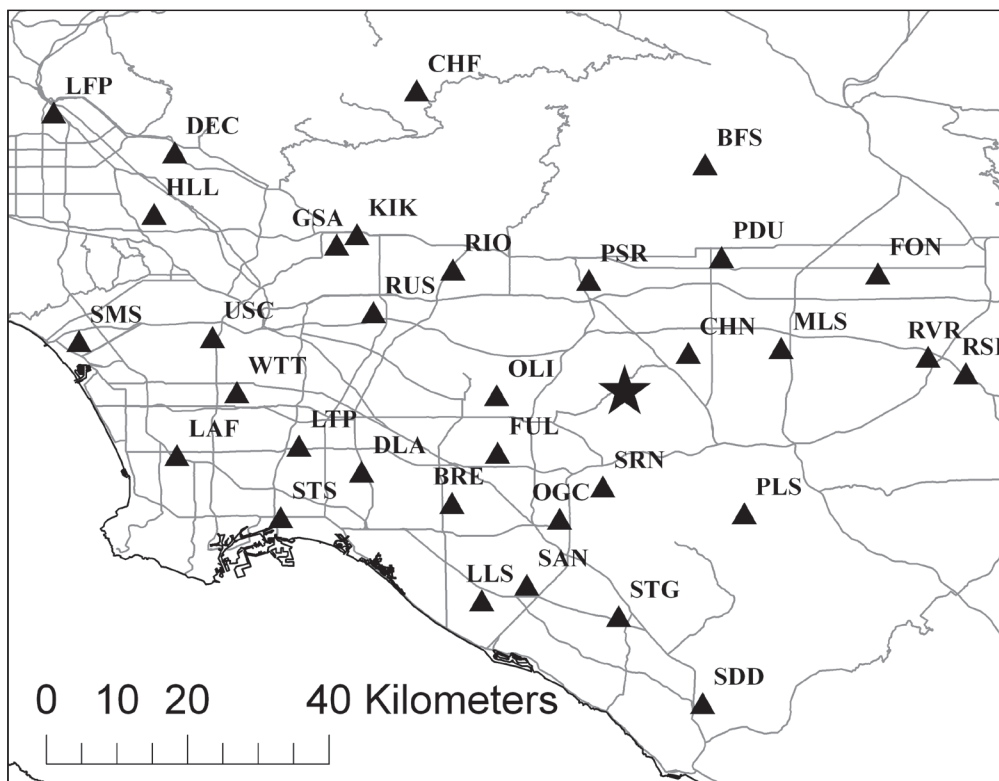 CHF
LFP
DEC
BFS
HLL
GSA
KIK
RIO
PSR
PDU
FON
RUS
SMS
USC
CHN
MLS
RVR
RSB
WTT
OLI
LAF
LTP
DLA
FUL
SRN
STS
BRE
OGC
PLS
LLS
SAN
STG
SDD
0 10 20 40 Kilometers